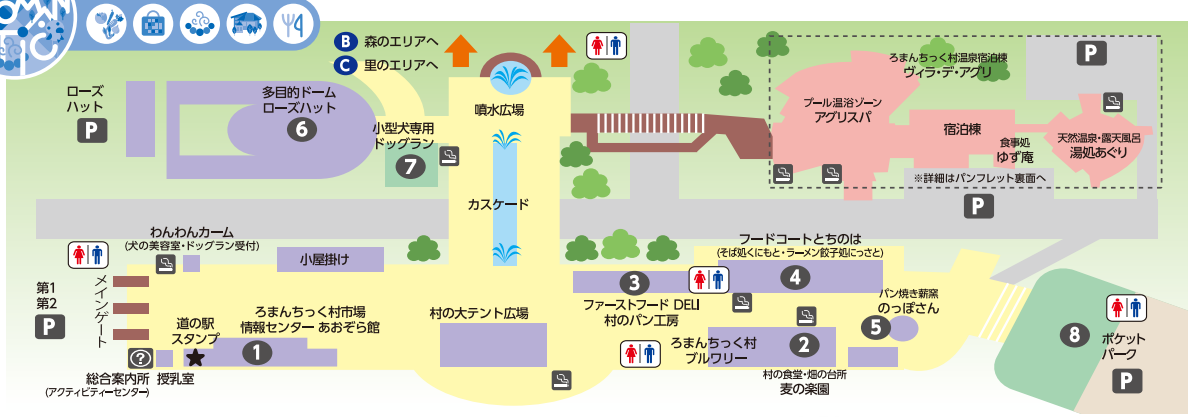 B 森のエリアへ
C 里のエリアへ
ローズ
ハット
P
多目的ドーム
ローズハット
6
小型犬専用
ドッグラン
7
噴水広場
カスケード
ろまんちっく村温泉宿泊棟
ヴィラ・デ・アグリ
P
プール温浴ゾーン
アグリスパ
宿泊棟
食事処
ゆず庵
天然温泉・露天風呂
湯処あぐり
※詳細はパンフレット裏面へ
P
わんわんカーム
(犬の美容室・ドッグラン受付)
小屋掛け
第1
第2
P
メインゲート
道の駅
スタンプ
ろまんちっく村市場
情報センター あおぞら館
1
?
総合案内所
(アクティビティーセンター)
授乳室
村の大テント広場
3
ファーストフード DELI
村のパン工房
フードコートとちのは
(そば処くにもと・ラーメン餃子処にっさと)
4
パン焼き薪窯
のっぽさん
5
ろまんちっく村
ブルワリー
2
村の食堂・畑の台所
麦の楽園
8
ポケット
パーク
P